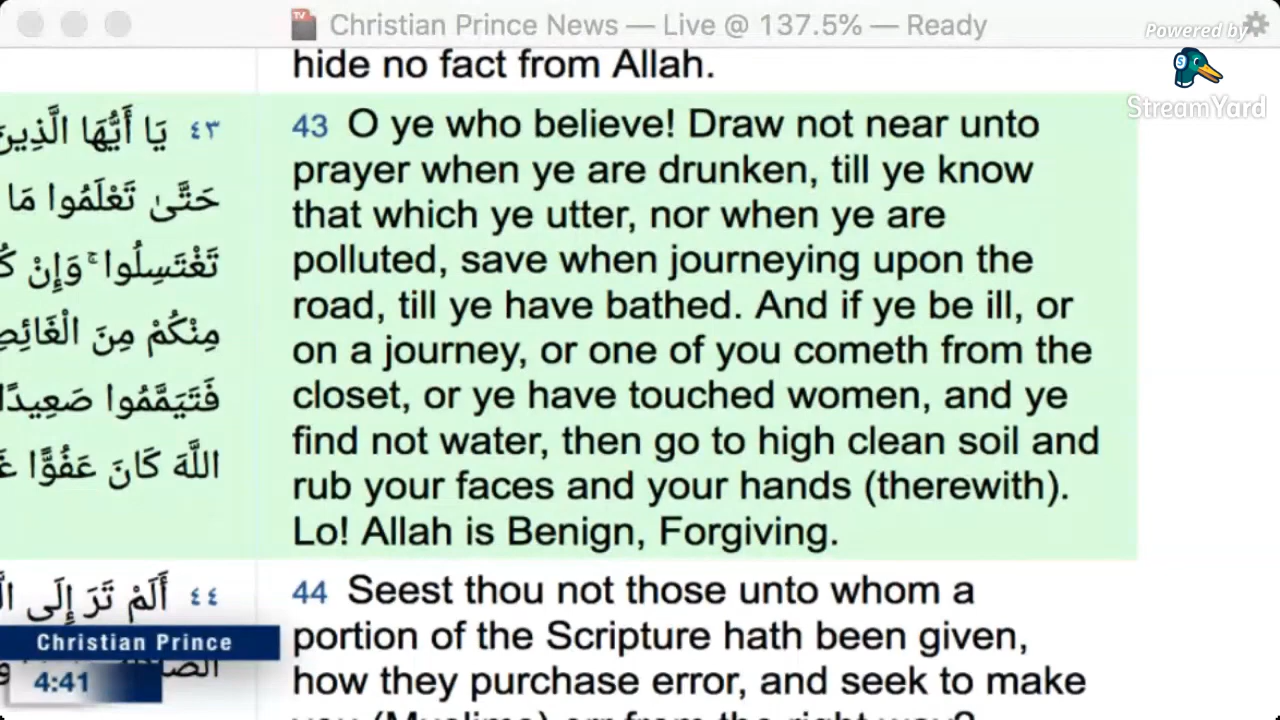 Christian Prince News — Live @ 137.5% — Ready
Powered by
StreamYard
hide no fact from Allah.
٤٣ يَا أَيُّهَا الَّذِينَ
حَتَّىٰ تَعْلَمُوا مَا
تَغْتَسِلُوا ۚ وَإِنْ
مِنْكُمْ مِنَ الْغَائِطِ
فَتَيَمَّمُوا صَعِيدًا
اللَّهَ كَانَ عَفُوًّا
43 O ye who believe! Draw not near unto
prayer when ye are drunken, till ye know
that which ye utter, nor when ye are
polluted, save when journeying upon the
road, till ye have bathed. And if ye be ill, or
on a journey, or one of you cometh from the
closet, or ye have touched women, and ye
find not water, then go to high clean soil and
rub your faces and your hands (therewith).
Lo! Allah is Benign, Forgiving.
٤٤ أَلَمْ تَرَ إِلَى
44 Seest thou not those unto whom a
portion of the Scripture hath been given,
how they purchase error, and seek to make
you (Muslims) err from the right way?
Christian Prince
4:41